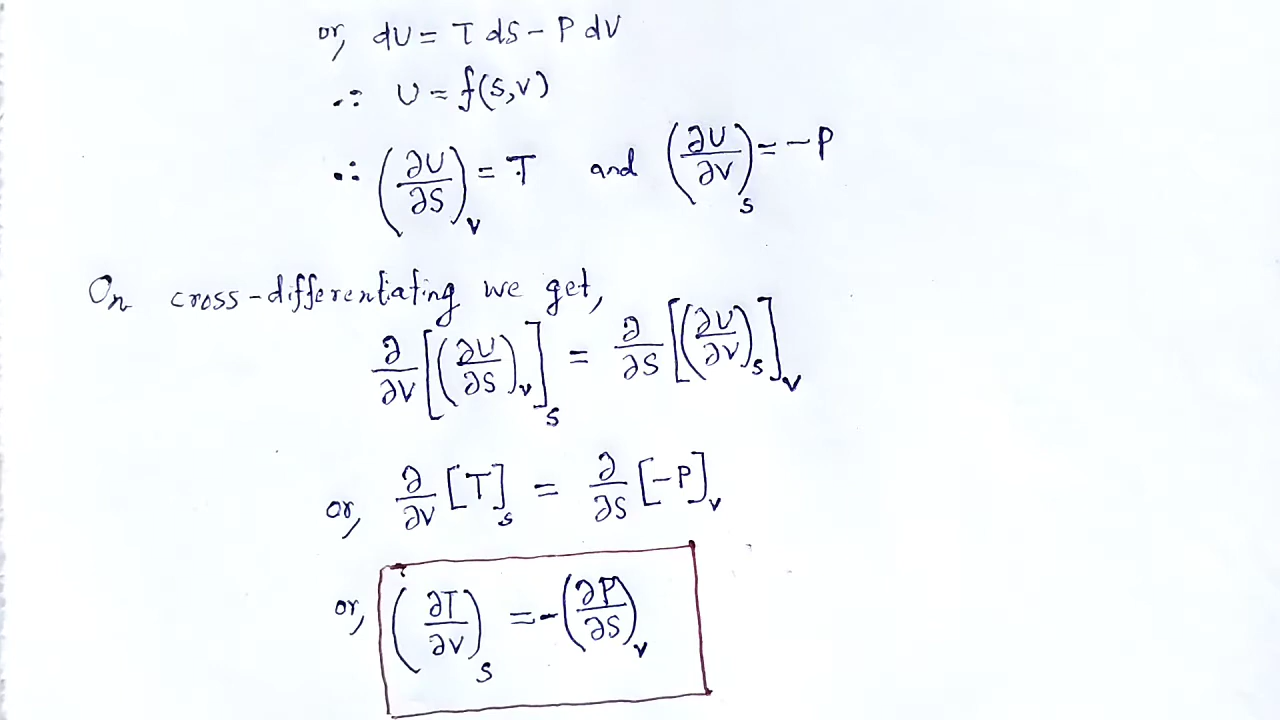 or, dU = T dS - P dV
∴ U = f(S,V)
∴ (∂U/∂S)_V = T and (∂U/∂V)_S = -P
On cross-differentiating we get,
∂/∂V [(∂U/∂S)_V]_S = ∂/∂S [(∂U/∂V)_S]_V
or, ∂/∂V [T]_S = ∂/∂S [-P]_V
or, (∂T/∂V)_S = -(∂P/∂S)_V